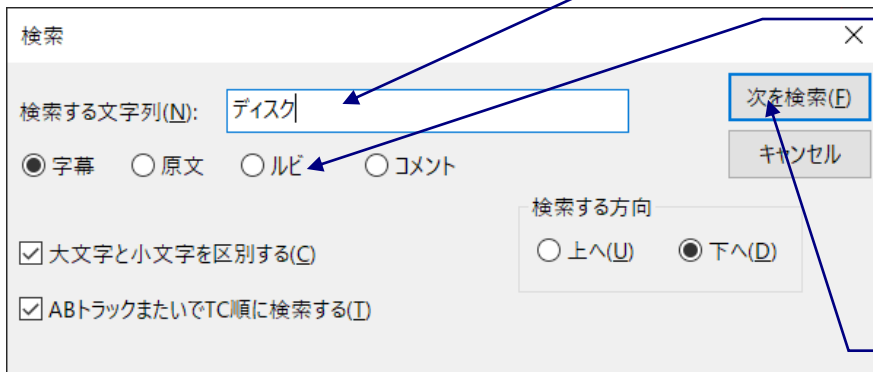 検索
検索する文字列(N): ディスク 次を検索(F)
字幕 原文 ルビ コメント キャンセル
検索する方向
大文字と小文字を区別する(C) 上へ(U) 下へ(D)
ABトラックまたいでTC順に検索する(T)